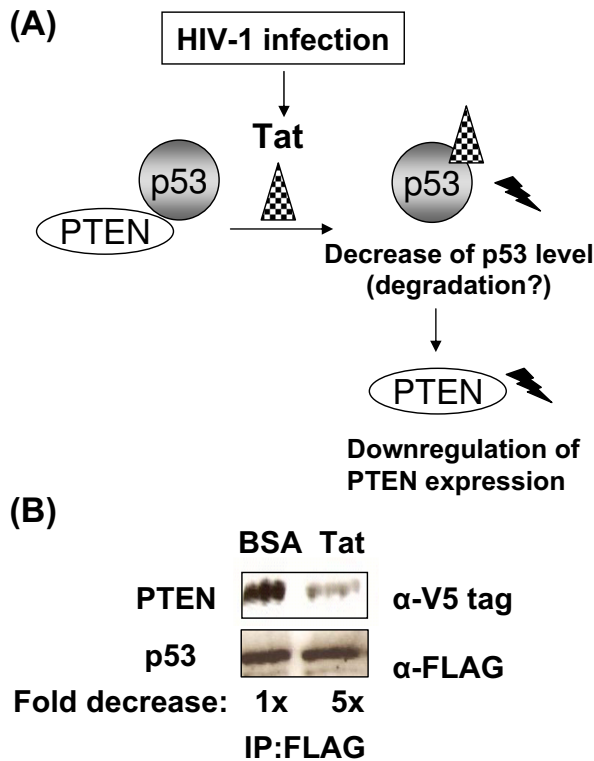 (A)
HIV-1 infection
Tat
p53
PTEN
p53
Decrease of p53 level
(degradation?)
PTEN
Downregulation of
PTEN expression
(B)
BSA Tat
PTEN α-V5 tag
p53 α-FLAG
Fold decrease: 1x 5x
IP:FLAG